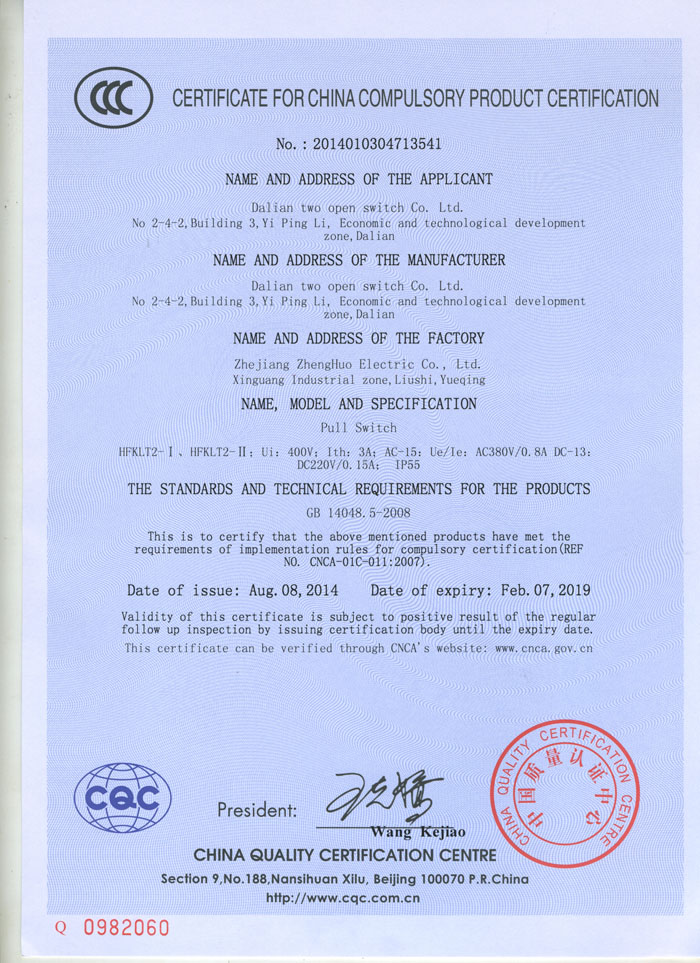 CCC
CERTIFICATE FOR CHINA COMPULSORY PRODUCT CERTIFICATION
No.: 2014010304713541
NAME AND ADDRESS OF THE APPLICANT
Dalian two open switch Co. Ltd.
No 2-4-2,Building 3,Yi Ping Li, Economic and technological development
zone,Dalian
NAME AND ADDRESS OF THE MANUFACTURER
Dalian two open switch Co. Ltd.
No 2-4-2,Building 3,Yi Ping Li, Economic and technological development
zone,Dalian
NAME AND ADDRESS OF THE FACTORY
Zhejiang ZhengHuo Electric Co., Ltd.
Xinguang Industrial zone,Liushi,Yueqing
NAME, MODEL AND SPECIFICATION
Pull Switch
HFKLT2-Ⅰ、HFKLT2-Ⅱ; Ui: 400V; Ith: 3A; AC-15: Ue/Ie: AC380V/0.8A DC-13:
DC220V/0.15A; IP55
THE STANDARDS AND TECHNICAL REQUIREMENTS FOR THE PRODUCTS
GB 14048.5-2008
This is to certify that the above mentioned products have met the
requirements of implementation rules for compulsory certification(REF
NO. CNCA-01C-011:2007).
Date of issue: Aug.08,2014 Date of expiry: Feb.07,2019
Validity of this certificate is subject to positive result of the regular
follow up inspection by issuing certification body until the expiry date.
This certificate can be verified through CNCA's website: www.cnca.gov.cn
CHINA QUALITY CERTIFICATION CENTRE
中国质量认证中心
CQC
President:
Wang Kejiao
CHINA QUALITY CERTIFICATION CENTRE
Section 9,No.188,Nansihuan Xilu, Beijing 100070 P.R.China
http://www.cqc.com.cn
Q 0982060